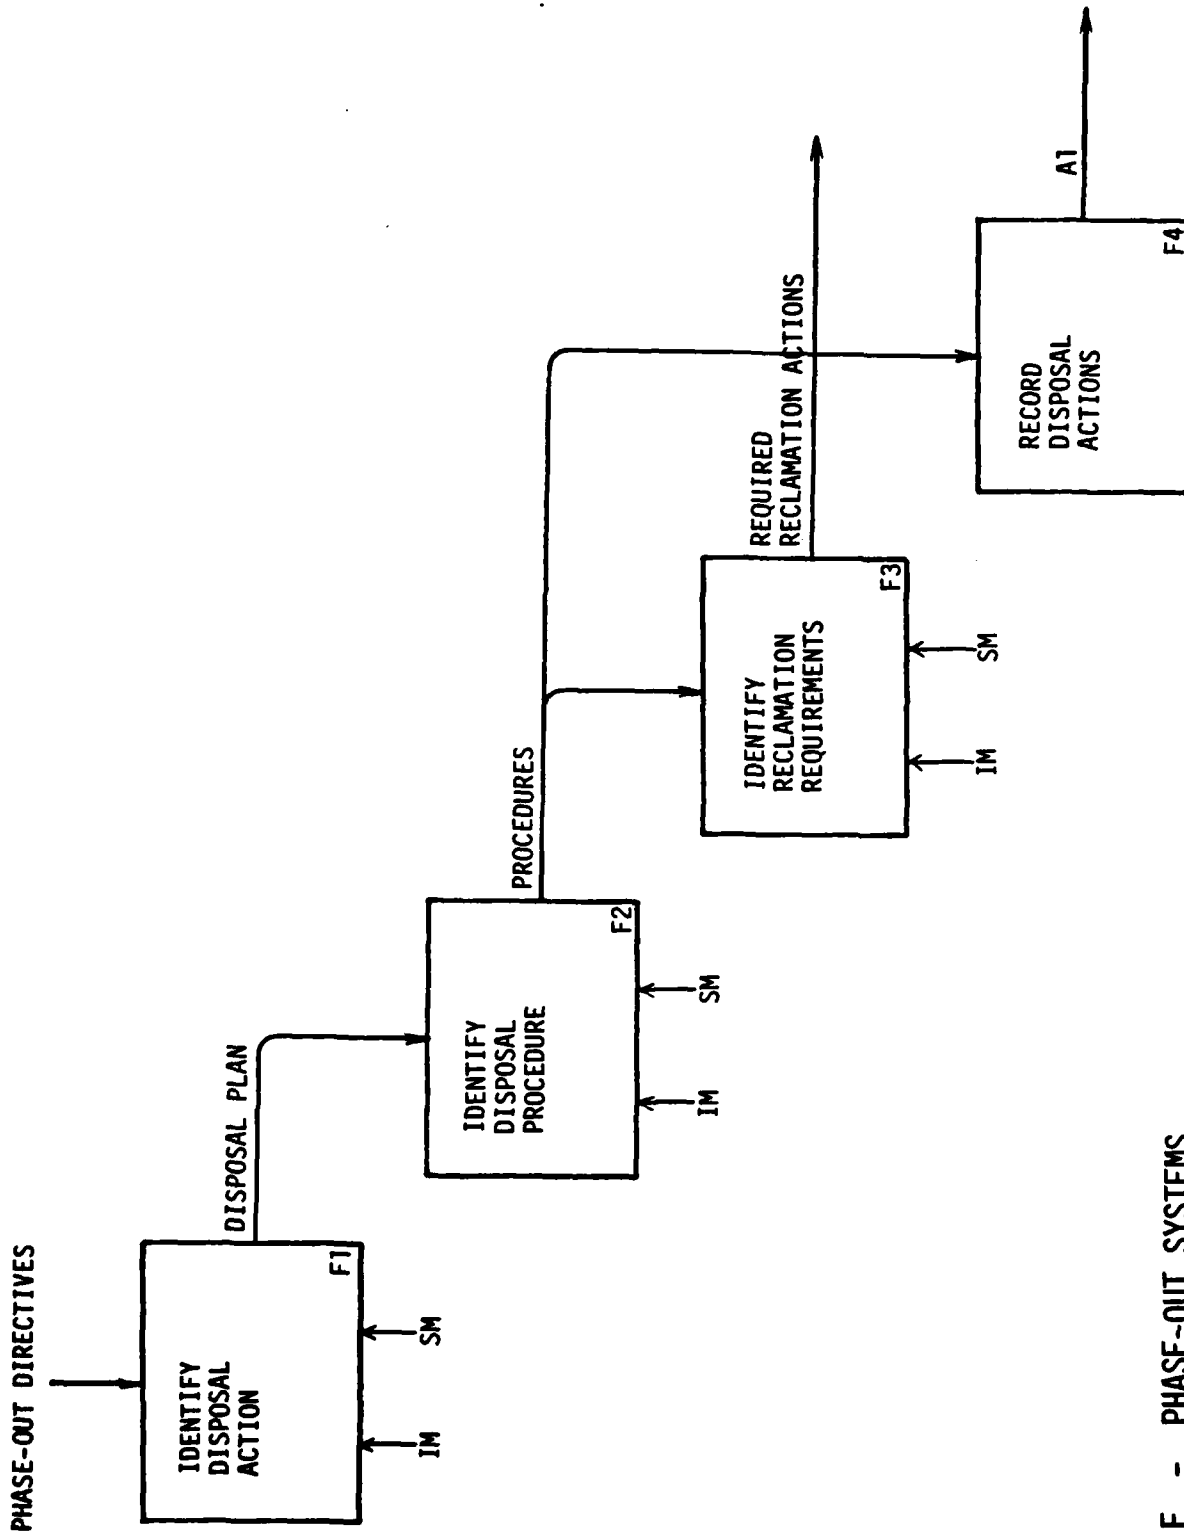 PHASE-OUT DIRECTIVES
IDENTIFY
DISPOSAL
ACTION
F1
IM
SM
DISPOSAL PLAN
IDENTIFY
DISPOSAL
PROCEDURE
F2
IM
SM
PROCEDURES
IDENTIFY
RECLAMATION
REQUIREMENTS
F3
IM
SM
REQUIRED
RECLAMATION ACTIONS
RECORD
DISPOSAL
ACTIONS
F4
A1
F - PHASE-OUT SYSTEMS